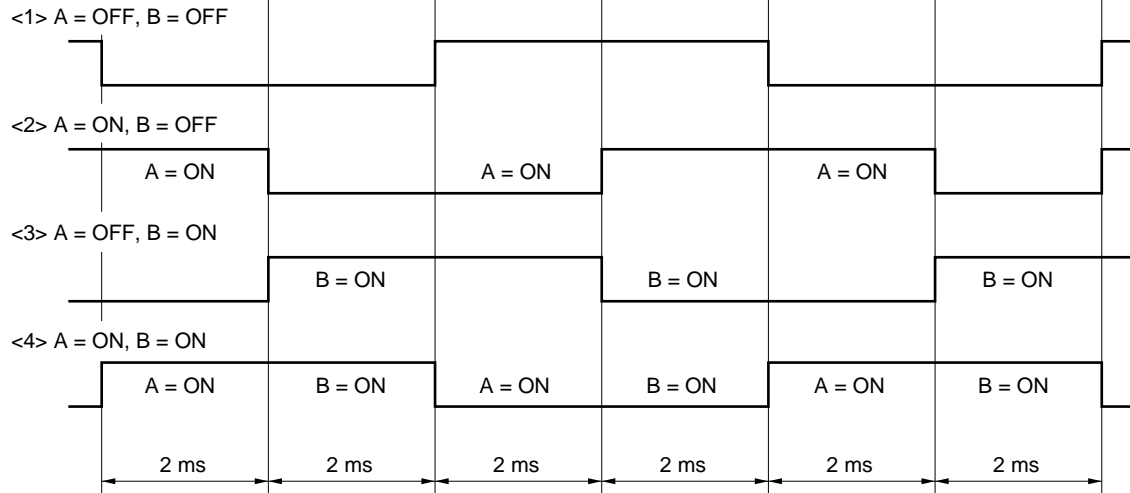 <1> A = OFF, B = OFF
<2> A = ON, B = OFF
A = ON A = ON A = ON
<3> A = OFF, B = ON
B = ON B = ON B = ON
<4> A = ON, B = ON
A = ON B = ON A = ON B = ON A = ON B = ON
2 ms 2 ms 2 ms 2 ms 2 ms 2 ms